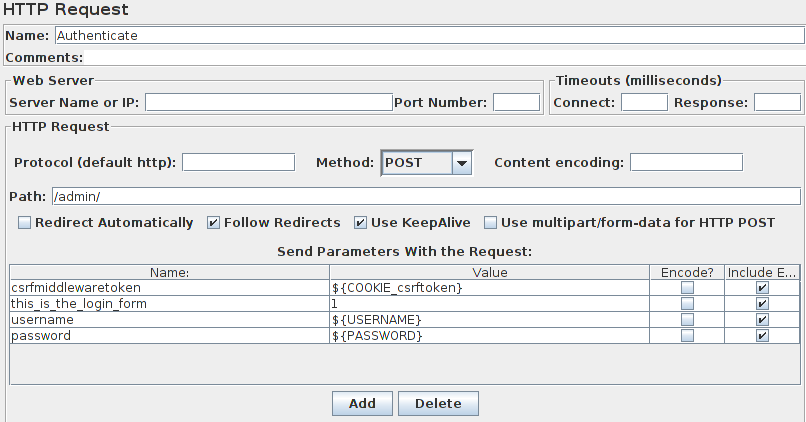 HTTP Request
Name: Authenticate
Comments:
Web Server
Server Name or IP: Port Number:
Timeouts (milliseconds)
Connect: Response:
HTTP Request
Protocol (default http): Method: POST Content encoding:
Path: /admin/
Redirect Automatically Follow Redirects Use KeepAlive Use multipart/form-data for HTTP POST
Send Parameters With the Request:
Name: Value Encode? Include E...
csrfmiddlewaretoken ${COOKIE_csrftoken}
this_is_the_login_form 1
username ${USERNAME}
password ${PASSWORD}
Add Delete